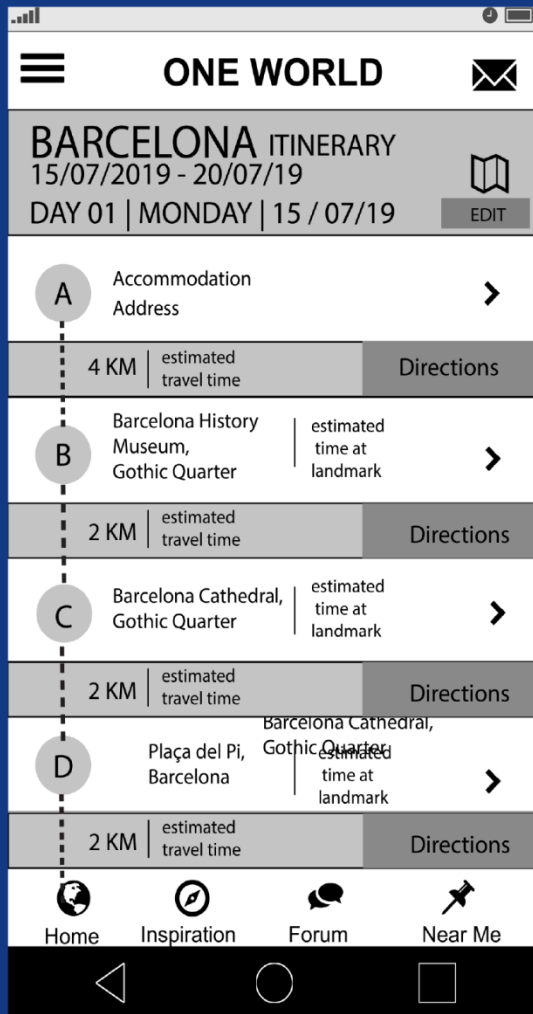 ONE WORLD
BARCELONA ITINERARY
15/07/2019 - 20/07/19
DAY 01 | MONDAY | 15 / 07/19
EDIT
A
Accommodation
Address
4 KM
estimated
travel time
Directions
B
Barcelona History
Museum,
Gothic Quarter
estimated
time at
landmark
2 KM
estimated
travel time
Directions
C
Barcelona Cathedral,
Gothic Quarter
estimated
time at
landmark
2 KM
estimated
travel time
Directions
Barcelona Cathedral,
Gothic Quarter
D
Plaça del Pi,
Barcelona
estimated
time at
landmark
2 KM
estimated
travel time
Directions
Home
Inspiration
Forum
Near Me